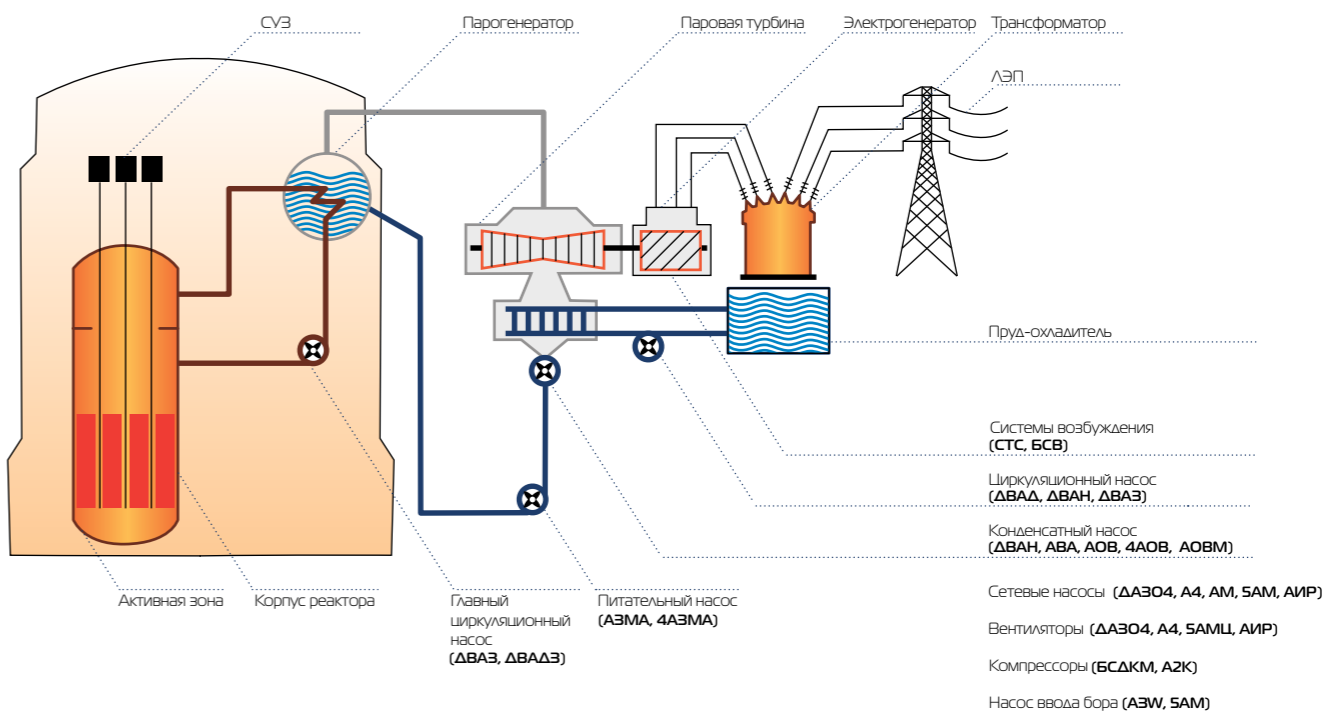 СУЗ
Парогенератор
Паровая турбина
Электрогенератор
Трансформатор
ЛЭП
Пруд-охладитель
Системы возбуждения
(СТС, БСВ)
Циркуляционный насос
(ДВАД, ДВАН, ДВАЗ)
Конденсатный насос
(ДВАН, АВА, АОВ, 4АОВ, АОВМ)
Активная зона
Корпус реактора
Главный
циркуляционный
насос
(ДВАЗ, ДВАДЗ)
Питательный насос
(АЗМА, 4АЗМА)
Сетевые насосы (ДАЗО4, А4, АМ, 5АМ, АИР)
Вентиляторы (ДАЗО4, А4, 5АМЦ, АИР)
Компрессоры (БСДКМ, А2К)
Насос ввода бора (АЗW, 5АМ)